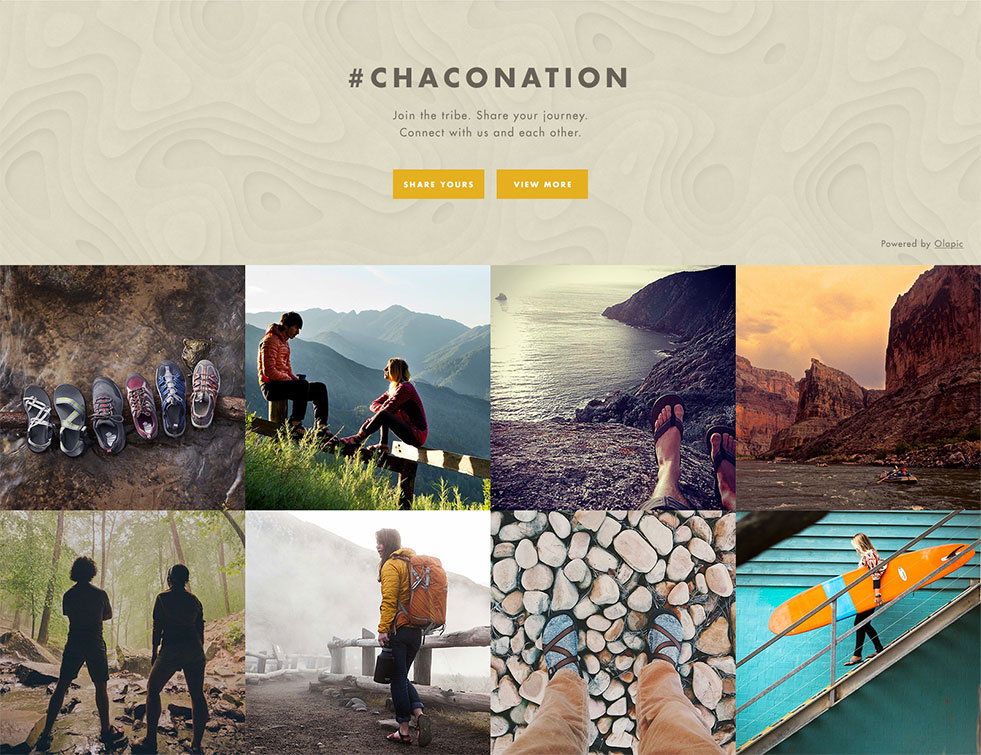 #CHACONATION
Join the tribe. Share your journey.
Connect with us and each other.
SHARE YOURS
VIEW MORE
Powered by Olapic